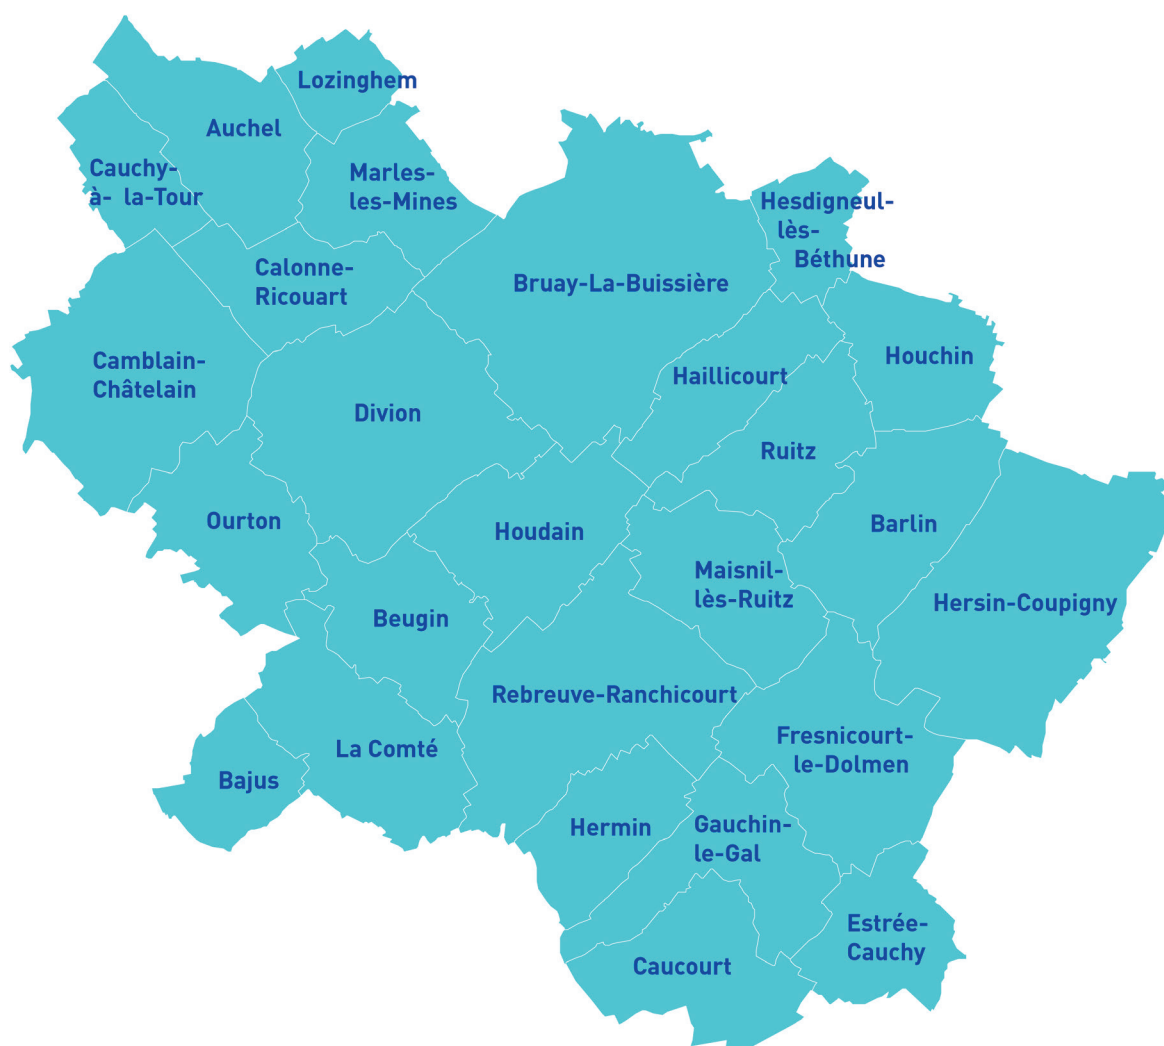 Lozinghem
Auchel
Cauchy-
à- la-Tour
Marles-
les-Mines
Hesdigneul-
lès-
Béthune
Calonne-
Ricouart
Bruay-La-Buissière
Camblain-
Châtelain
Houchin
Haillicourt
Divion
Ruitz
Ourton
Houdain
Barlin
Maisnil-
lès-Ruitz
Beugin
Hersin-Coupigny
Rebreuve-Ranchicourt
La Comté
Fresnicourt-
le-Dolmen
Bajus
Hermin
Gauchin-
le-Gal
Estrée-
Cauchy
Caucourt